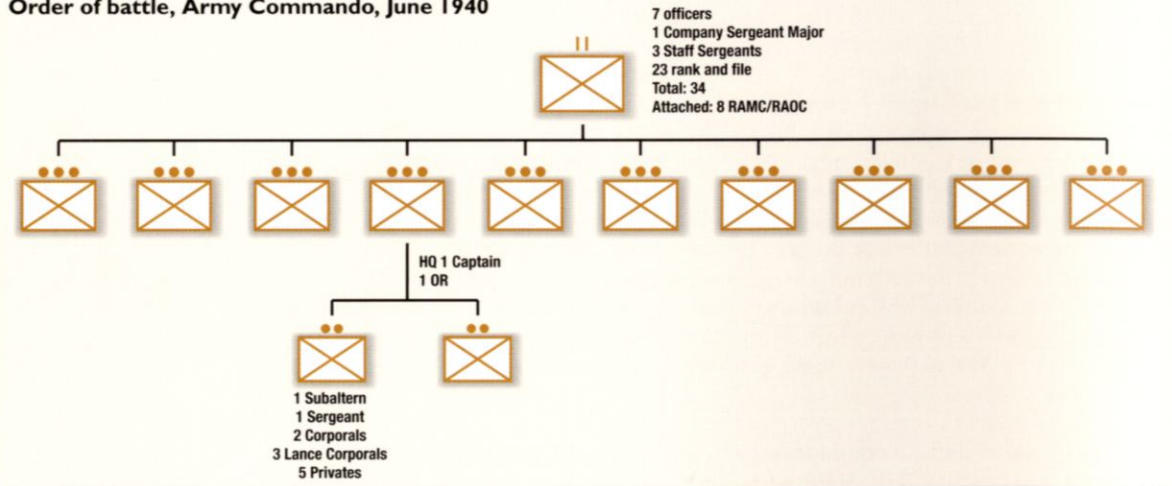 Order of battle, Army Commando, June 1940
7 officers
1 Company Sergeant Major
3 Staff Sergeants
23 rank and file
Total: 34
Attached: 8 RAMC/RAOC
HQ 1 Captain
1 OR
1 Subaltern
1 Sergeant
2 Corporals
3 Lance Corporals
5 Privates